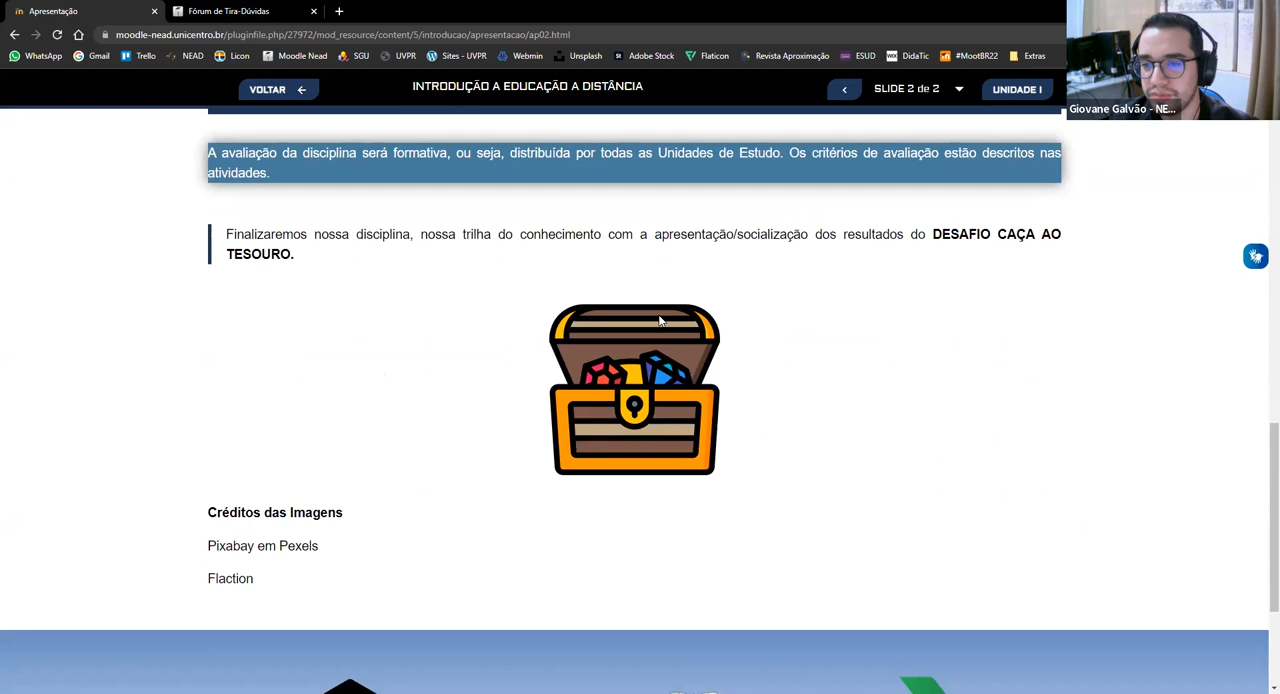 Apresentação
Fórum de Tira-Dúvidas
moodle-nead.unicentro.br/pluginfile.php/27972/mod_resource/content/5/introducao/apresentacao/ap02.html
WhatsApp Gmail Trello NEAD Licon Moodle Nead SGU UVPR Sites - UVPR Webmin Unsplash Adobe Stock Flaticon Revista Aproximação ESUD DidaTic #MootBR22 Extras
VOLTAR
INTRODUÇÃO A EDUCAÇÃO A DISTÂNCIA
SLIDE 2 de 2
UNIDADE I
Giovane Galvão - NE...
A avaliação da disciplina será formativa, ou seja, distribuída por todas as Unidades de Estudo. Os critérios de avaliação estão descritos nas
atividades.
Finalizaremos nossa disciplina, nossa trilha do conhecimento com a apresentação/socialização dos resultados do DESAFIO CAÇA AO
TESOURO.
Créditos das Imagens
Pixabay em Pexels
Flaction